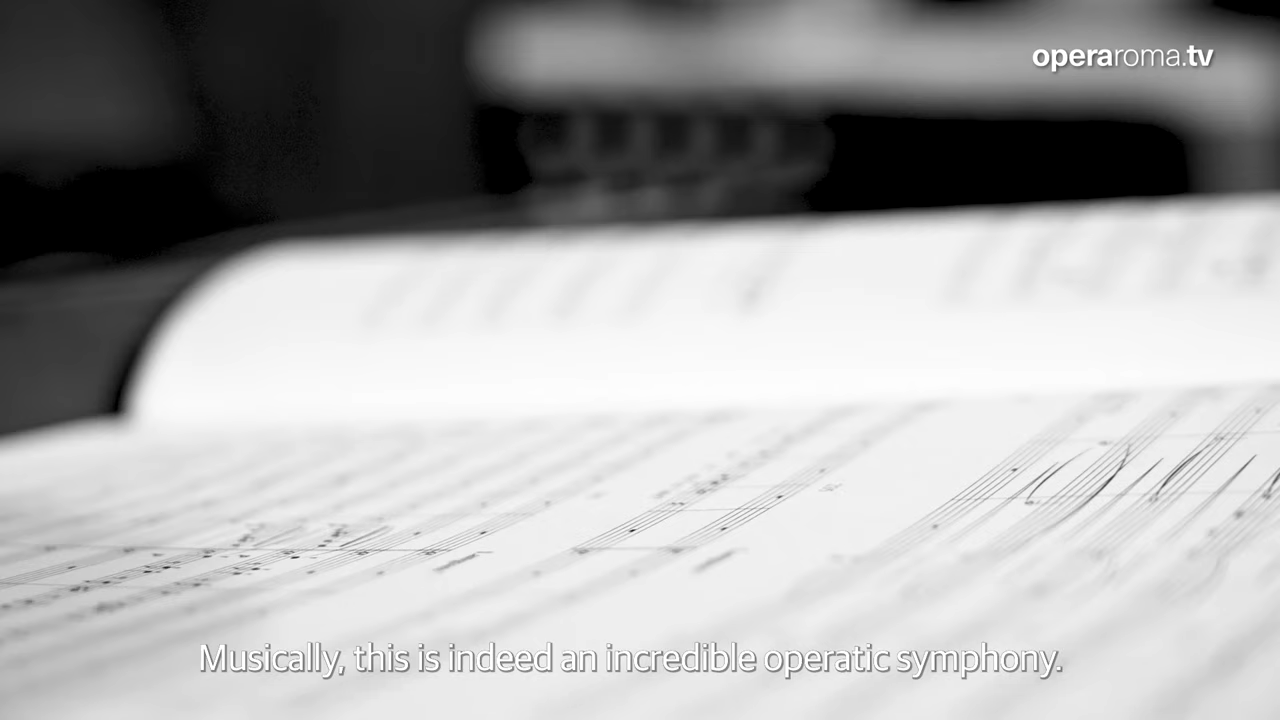 operaroma.tv
Musically, this is indeed an incredible operatic symphony.